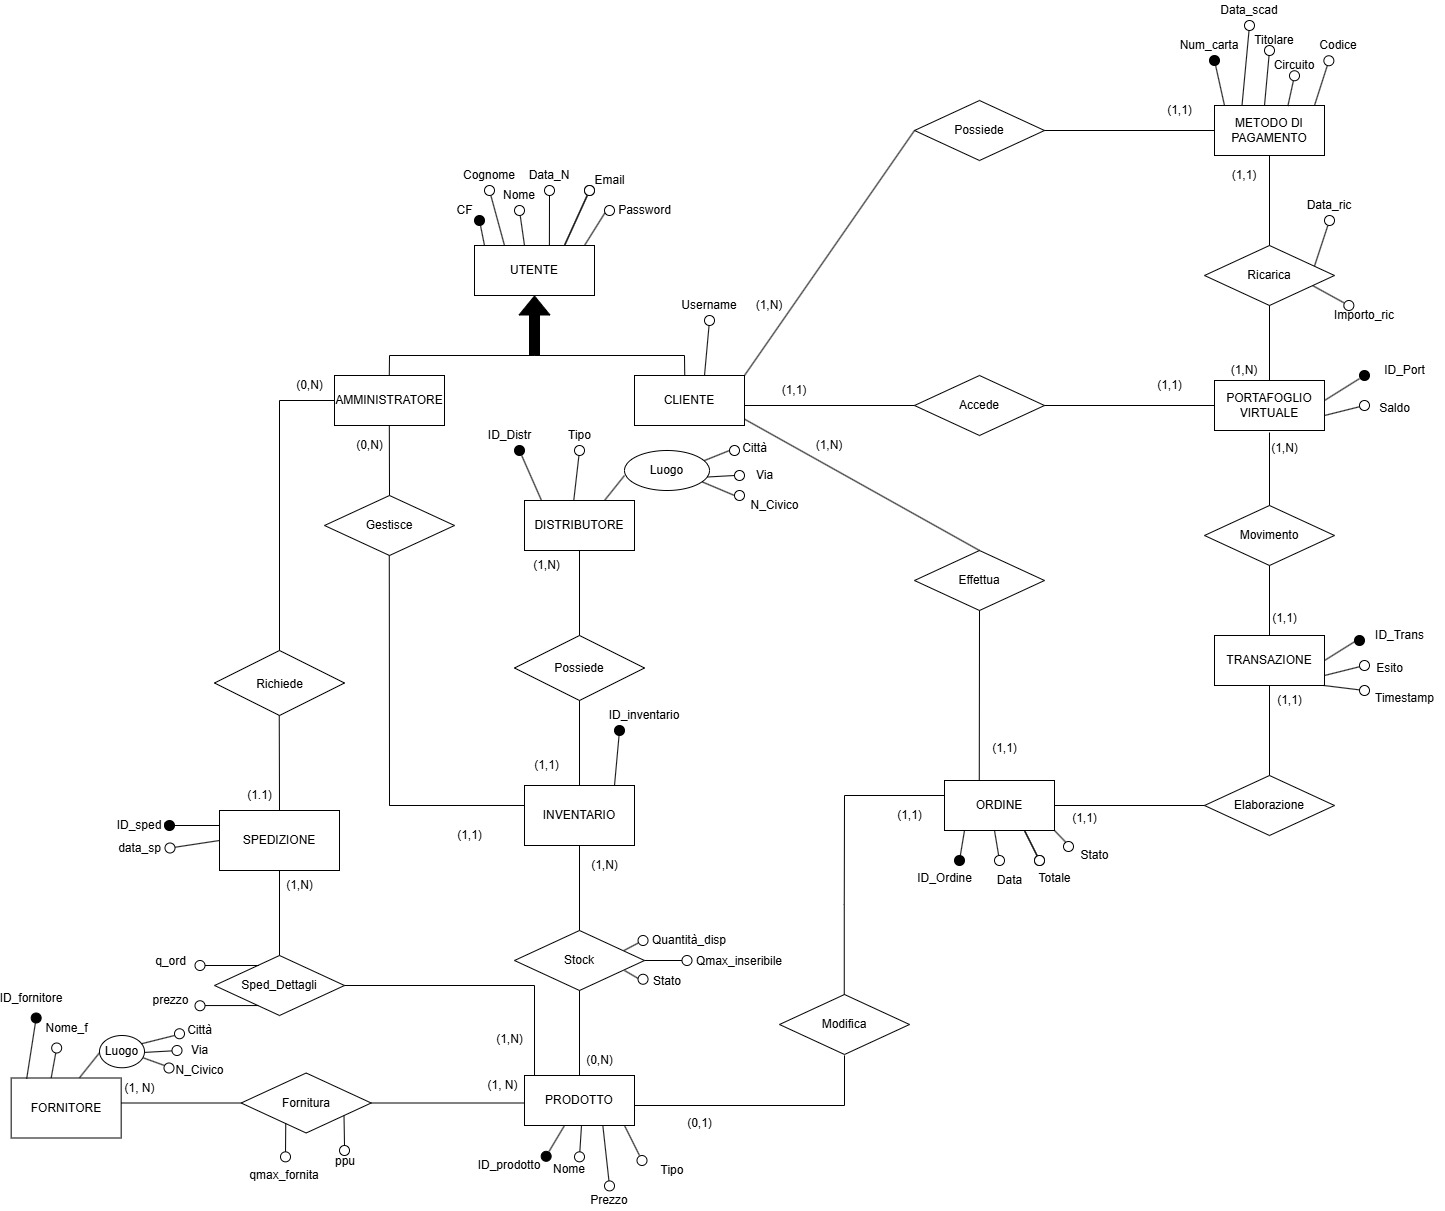 Data_scad
Num_carta
Titolare
Codice
Circuito
(1,1)
METODO DI
PAGAMENTO
Possiede
(1,1)
Cognome
Data_N
Email
Nome
CF
Password
Data_ric
UTENTE
Ricarica
Username
(1,N)
Importo_ric
(0,N)
(1,1)
(1,1)
(1,N)
ID_Port
AMMINISTRATORE
CLIENTE
Accede
PORTAFOGLIO
VIRTUALE
Saldo
(0,N)
ID_Distr
Tipo
(1,N)
(1,N)
Città
Luogo
Via
N_Civico
Gestisce
DISTRIBUTORE
Movimento
(1,N)
Effettua
(1,1)
ID_Trans
TRANSAZIONE
Esito
Possiede
Richiede
Timestamp
(1,1)
ID_inventario
(1,1)
(1,1)
(1.1)
ORDINE
Elaborazione
(1,1)
(1,1)
INVENTARIO
ID_sped
(1,1)
SPEDIZIONE
data_sp
Stato
(1,N)
(1,N)
ID_Ordine
Data
Totale
Quantità_disp
q_ord
Stock
Qmax_inseribile
Stato
Sped_Dettagli
prezzo
ID_fornitore
Nome_f
Città
Modifica
(1,N)
Luogo
Via
(0,N)
N_Civico
(1, N)
(1, N)
FORNITORE
Fornitura
PRODOTTO
(0,1)
ppu
ID_prodotto
Nome
Tipo
qmax_fornita
Prezzo